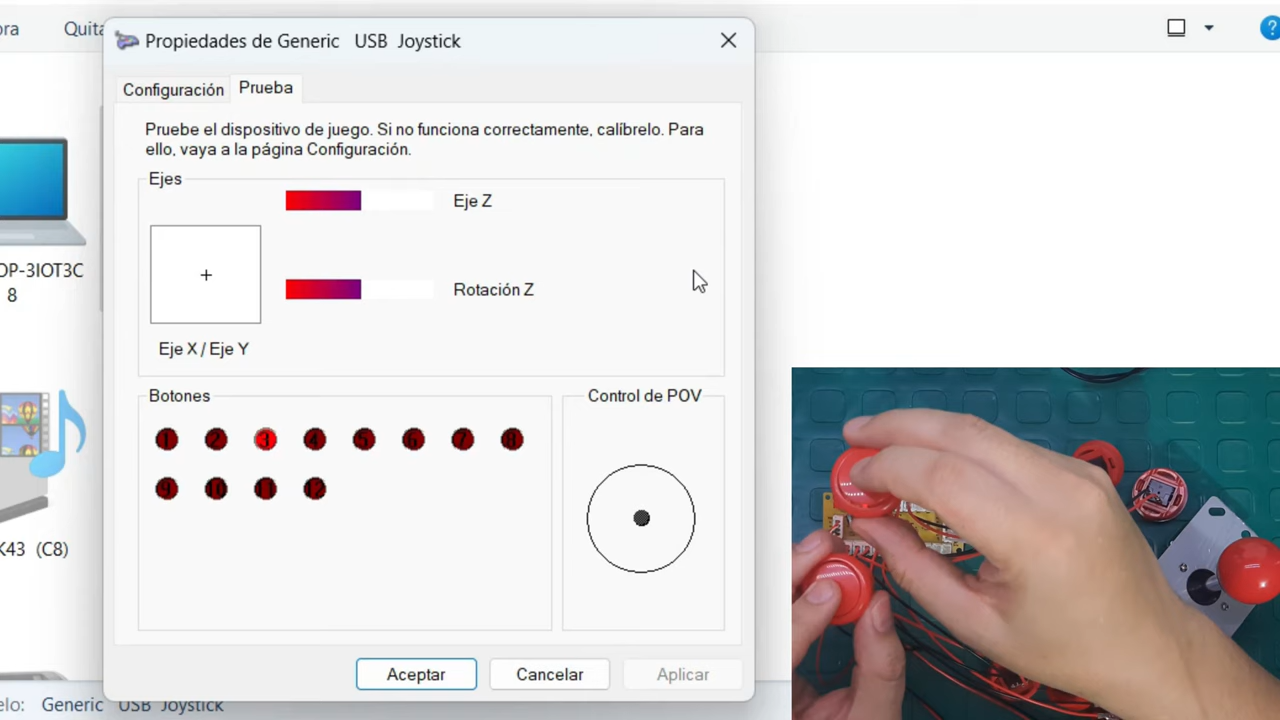 ora
Quita
?
Propiedades de Generic USB Joystick
Configuración
Prueba
Pruebe el dispositivo de juego. Si no funciona correctamente, calíbrelo. Para
ello, vaya a la página Configuración.
Ejes
Eje Z
Rotación Z
Eje X / Eje Y
OP-3IOT3C
8
Botones
1 2 3 4 5 6 7 8
9 10 11 12
Control de POV
K43 (C8)
Aceptar
Cancelar
Aplicar
elo: Generic USB Joystick